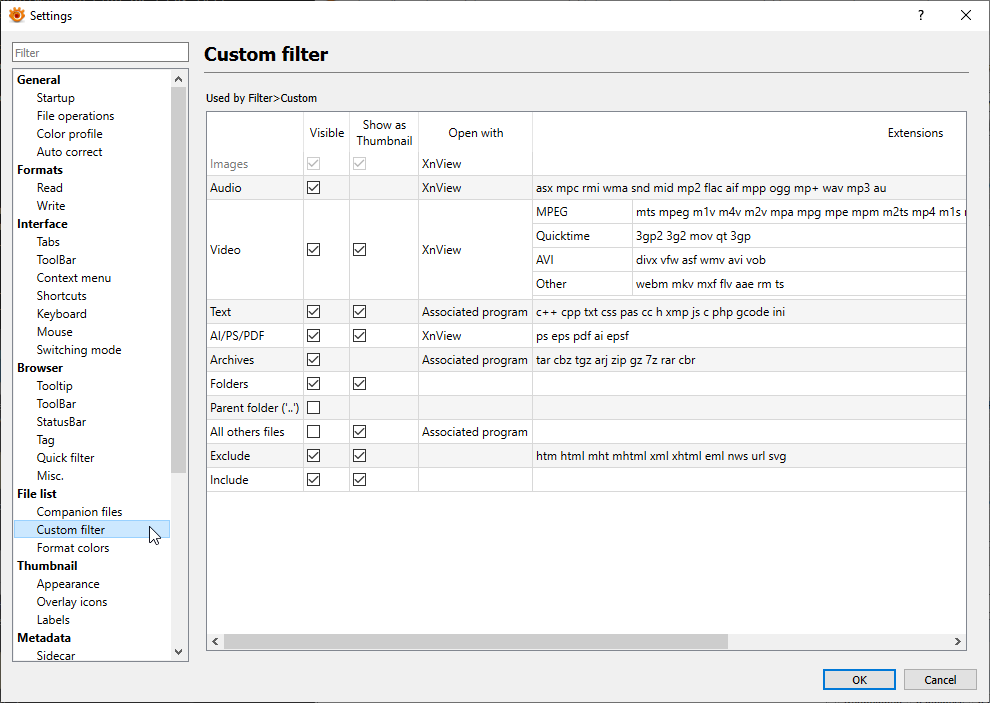 Settings
?
Filter
General
Startup
File operations
Color profile
Auto correct
Formats
Read
Write
Interface
Tabs
ToolBar
Context menu
Shortcuts
Keyboard
Mouse
Switching mode
Browser
Tooltip
ToolBar
StatusBar
Tag
Quick filter
Misc.
File list
Companion files
Custom filter
Format colors
Thumbnail
Appearance
Overlay icons
Labels
Metadata
Sidecar
Custom filter
Used by Filter>Custom
Visible Show as Thumbnail Open with Extensions
Images XnView
Audio XnView asx mpc rmi wma snd mid mp2 flac aif mpp ogg mp+ wav mp3 au
Video XnView
MPEG mts mpeg m1v m4v m2v mpa mpg mpe mpm m2ts mp4 m1s
Quicktime 3gp2 3g2 mov qt 3gp
AVI divx vfw asf wmv avi vob
Other webm mkv mxf flv aae rm ts
Text Associated program c++ cpp txt css pas cc h xmp js c php gcode ini
AI/PS/PDF XnView ps eps pdf ai epsf
Archives Associated program tar cbz tgz arj zip gz 7z rar cbr
Folders
Parent folder ('..')
All others files Associated program
Exclude htm html mht mhtml xml xhtml eml nws url svg
Include
OK Cancel